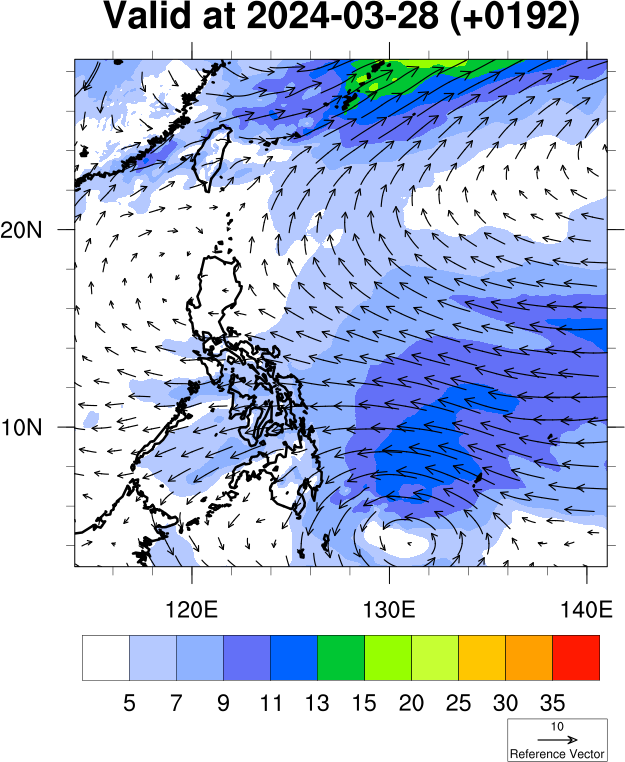 Valid at 2024-03-28 (+0192)
20N
10N
120E 130E 140E
5 7 9 11 13 15 20 25 30 35
10
Reference Vector